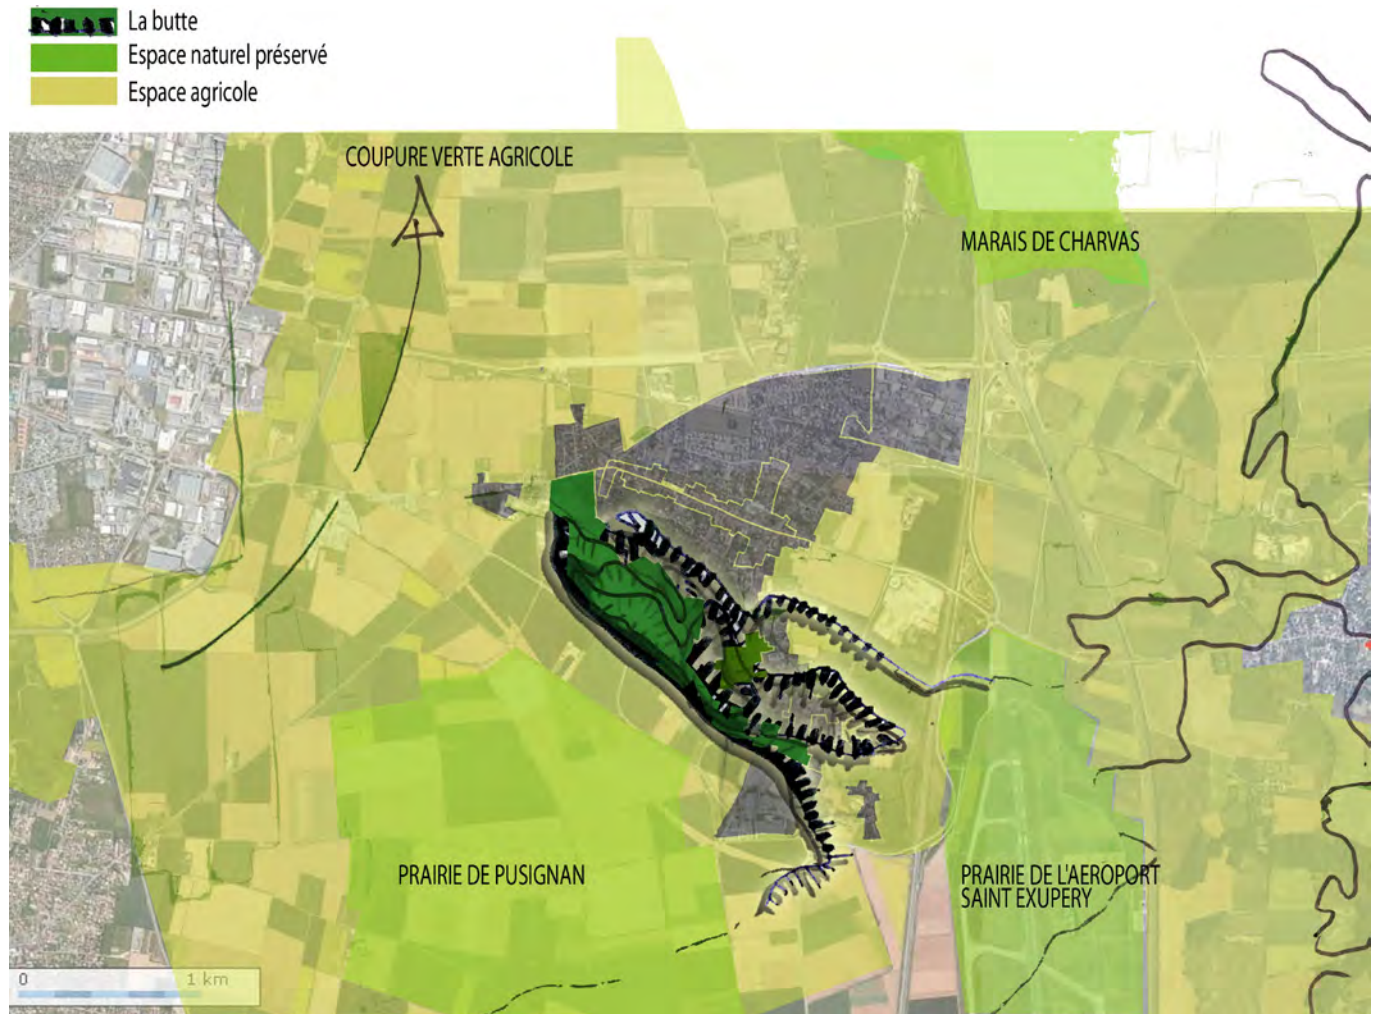 La butte
Espace naturel préservé
Espace agricole
COUPURE VERTE AGRICOLE
MARAIS DE CHARVAS
PRAIRIE DE PUSIGNAN
PRAIRIE DE L'AEROPORT
SAINT EXUPERY
0 1 km